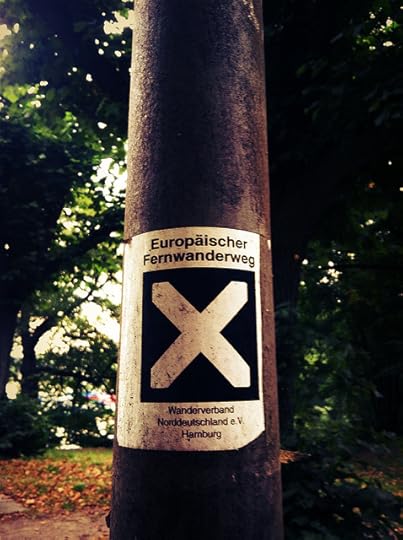 Europäischer
Fernwanderweg
X
Wanderverband
Norddeutschland e.V.
Hamburg